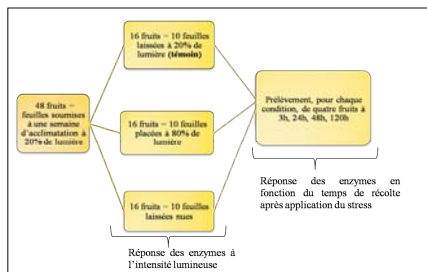 48 fruits –
feuilles soumises
à une semaine
d'acclimatation à
20% de lumière
16 fruits – 10 feuilles
laissées à 20% de
lumière (témoin)
16 fruits – 10 feuilles
placées à 80% de
lumière
16 fruits – 10 feuilles
laissées nues
Prélèvement, pour chaque
condition, de quatre fruits à
3h, 24h, 48h, 120h
Réponse des enzymes à
l'intensité lumineuse
Réponse des enzymes en
fonction du temps de récolte
après application du stress